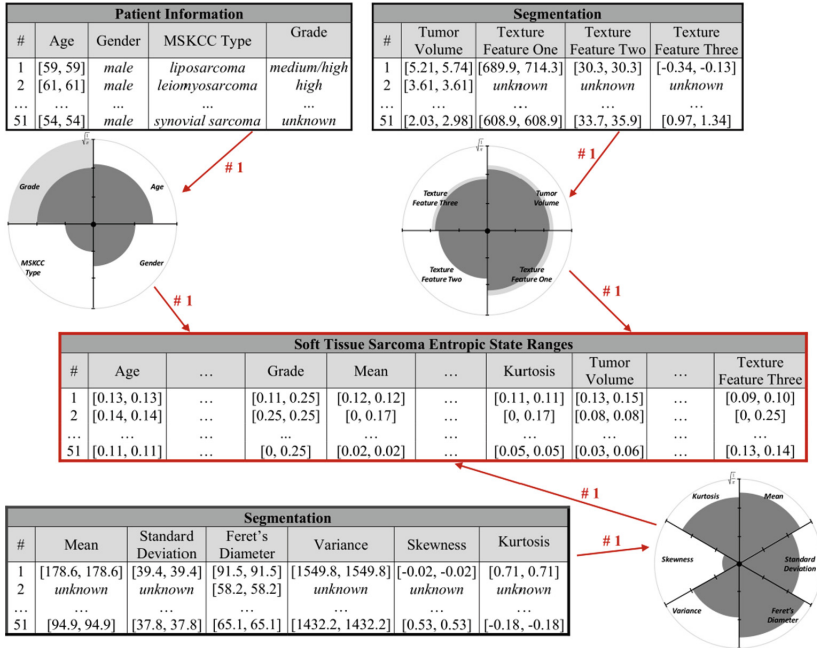 Patient Information
# Age Gender MSKCC Type Grade
1 [59, 59] male liposarcoma medium/high
2 [61, 61] male leiomyosarcoma high
... ... ... ... ...
51 [54, 54] male synovial sarcoma unknown
Segmentation
# Tumor Volume Texture Feature One Texture Feature Two Texture Feature Three
1 [5.21, 5.74] [689.9, 714.3] [30.3, 30.3] [-0.34, -0.13]
2 [3.61, 3.61] unknown unknown unknown
... ... ... ... ...
51 [2.03, 2.98] [608.9, 608.9] [33.7, 35.9] [0.97, 1.34]
# 1
# 1
Grade
Age
MSKCC
Type
Gender
Texture
Feature Three
Tumor
Volume
Texture
Feature Two
Texture
Feature One
# 1
# 1
Soft Tissue Sarcoma Entropic State Ranges
# Age ... Grade Mean ... Kurtosis Tumor Volume ... Texture Feature Three
1 [0.13, 0.13] ... [0.11, 0.25] [0.12, 0.12] ... [0.11, 0.11] [0.13, 0.15] ... [0.09, 0.10]
2 [0.14, 0.14] ... [0.25, 0.25] [0, 0.17] ... [0, 0.17] [0.08, 0.08] ... [0, 0.25]
... ... ... ... ... ... ... ... ... ...
51 [0.11, 0.11] ... [0, 0.25] [0.02, 0.02] ... [0.05, 0.05] [0.03, 0.06] ... [0.13, 0.14]
# 1
Segmentation
# Mean Standard Deviation Feret's Diameter Variance Skewness Kurtosis
1 [178.6, 178.6] [39.4, 39.4] [91.5, 91.5] [1549.8, 1549.8] [-0.02, -0.02] [0.71, 0.71]
2 unknown unknown [58.2, 58.2] unknown unknown unknown
... ... ... ... ... ... ...
51 [94.9, 94.9] [37.8, 37.8] [65.1, 65.1] [1432.2, 1432.2] [0.53, 0.53] [-0.18, -0.18]
# 1
Kurtosis
Mean
Skewness
Standard
Deviation
Variance
Feret's
Diameter